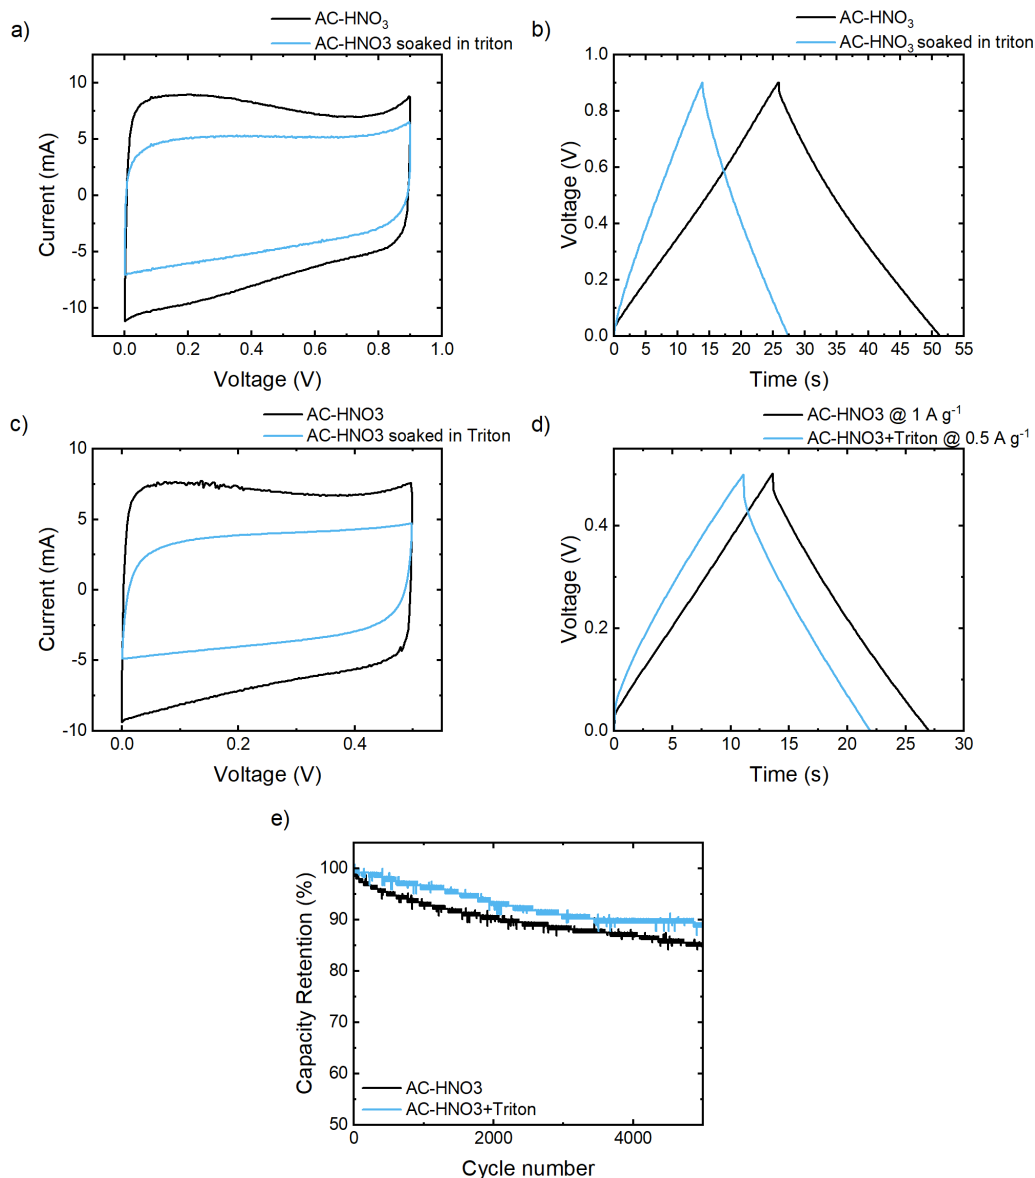 a)
AC-HNO₃
AC-HNO3 soaked in triton
Current (mA)
10
5
0
-5
-10
0.0 0.2 0.4 0.6 0.8 1.0
Voltage (V)
b)
AC-HNO₃
AC-HNO₃ soaked in triton
Voltage (V)
1.0
0.8
0.6
0.4
0.2
0.0
0 5 10 15 20 25 30 35 40 45 50 55
Time (s)
c)
AC-HNO3
AC-HNO3 soaked in Triton
Current (mA)
10
5
0
-5
-10
0.0 0.2 0.4
Voltage (V)
d)
AC-HNO3 @ 1 A g⁻¹
AC-HNO3+Triton @ 0.5 A g⁻¹
Voltage (V)
0.4
0.2
0.0
0 5 10 15 20 25 30
Time (s)
e)
Capacity Retention (%)
100
90
80
70
60
50
AC-HNO3
AC-HNO3+Triton
0 2000 4000
Cycle number